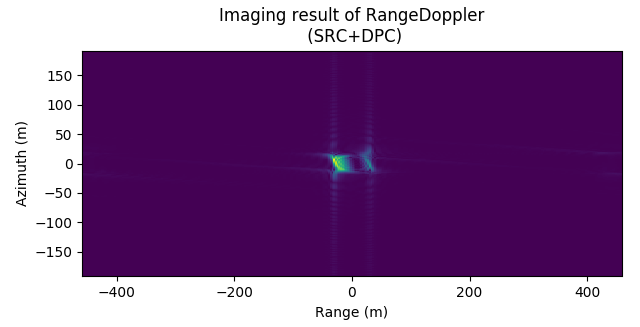 Imaging result of RangeDoppler
(SRC+DPC)
150
100
50
0
−50
−100
−150
Azimuth (m)
−400 −200 0 200 400
Range (m)